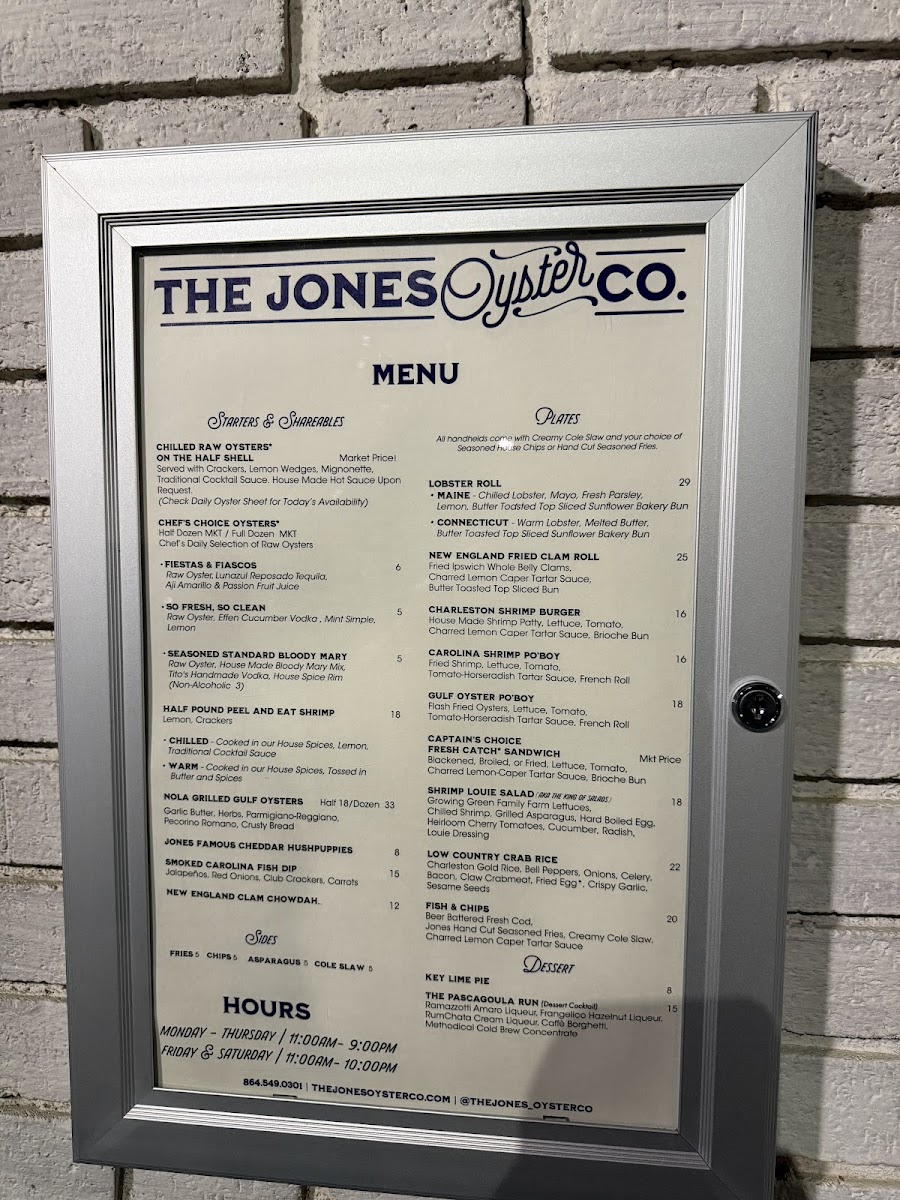 THE JONES Oyster CO.
MENU
Starters & Shareables
CHILLED RAW OYSTERS*
ON THE HALF SHELL Market Price!
Served with Crackers, Lemon Wedges, Mignonette,
Traditional Cocktail Sauce. House Made Hot Sauce Upon
Request.
(Check Daily Oyster Sheet for Today's Availability)
CHEF'S CHOICE OYSTERS*
Half Dozen MKT / Full Dozen MKT
Chef's Daily Selection of Raw Oysters
• FIESTAS & FIASCOS 6
Raw Oyster, Lunazul Reposado Tequila,
Aji Amarillo & Passion Fruit Juice
• SO FRESH, SO CLEAN 5
Raw Oyster, Effen Cucumber Vodka , Mint Simple,
Lemon
• SEASONED STANDARD BLOODY MARY 5
Raw Oyster, House Made Bloody Mary Mix,
Tito's Handmade Vodka, House Spice Rim
(Non-Alcoholic 3)
HALF POUND PEEL AND EAT SHRIMP 18
Lemon, Crackers
• CHILLED - Cooked in our House Spices, Lemon,
Traditional Cocktail Sauce
• WARM - Cooked in our House Spices, Tossed in
Butter and Spices
NOLA GRILLED GULF OYSTERS Half 18/Dozen 33
Garlic Butter, Herbs, Parmigiano-Reggiano,
Pecorino Romano, Crusty Bread
JONES FAMOUS CHEDDAR HUSHPUPPIES 8
SMOKED CAROLINA FISH DIP 15
Jalapeños, Red Onions, Club Crackers, Carrots
NEW ENGLAND CLAM CHOWDAH. 12
Sides
FRIES 5 CHIPS 5 ASPARAGUS 5 COLE SLAW 5
HOURS
MONDAY - THURSDAY | 11:00AM- 9:00PM
FRIDAY & SATURDAY | 11:00AM- 10:00PM
Plates
All handhelds come with Creamy Cole Slaw and your choice of
Seasoned House Chips or Hand Cut Seasoned Fries.
LOBSTER ROLL 29
• MAINE - Chilled Lobster, Mayo, Fresh Parsley,
Lemon, Butter Toasted Top Sliced Sunflower Bakery Bun
• CONNECTICUT - Warm Lobster, Melted Butter,
Butter Toasted Top Sliced Sunflower Bakery Bun
NEW ENGLAND FRIED CLAM ROLL 25
Fried Ipswich Whole Belly Clams,
Charred Lemon Caper Tartar Sauce,
Butter Toasted Top Sliced Bun
CHARLESTON SHRIMP BURGER 16
House Made Shrimp Patty, Lettuce, Tomato,
Charred Lemon Caper Tartar Sauce, Brioche Bun
CAROLINA SHRIMP PO'BOY 16
Fried Shrimp, Lettuce, Tomato,
Tomato-Horseradish Tartar Sauce, French Roll
GULF OYSTER PO'BOY 18
Flash Fried Oysters, Lettuce, Tomato,
Tomato-Horseradish Tartar Sauce, French Roll
CAPTAIN'S CHOICE
FRESH CATCH* SANDWICH Mkt Price
Blackened, Broiled, or Fried, Lettuce, Tomato,
Charred Lemon-Caper Tartar Sauce, Brioche Bun
SHRIMP LOUIE SALAD (AKA THE KING OF SALADS) 18
Growing Green Family Farm Lettuces,
Chilled Shrimp, Grilled Asparagus, Hard Boiled Egg,
Heirloom Cherry Tomatoes, Cucumber, Radish,
Louie Dressing
LOW COUNTRY CRAB RICE 22
Charleston Gold Rice, Bell Peppers, Onions, Celery,
Bacon, Claw Crabmeat, Fried Egg*, Crispy Garlic,
Sesame Seeds
FISH & CHIPS 20
Beer Battered Fresh Cod,
Jones Hand Cut Seasoned Fries, Creamy Cole Slaw.
Charred Lemon Caper Tartar Sauce
Dessert
KEY LIME PIE 8
THE PASCAGOULA RUN (Dessert Cocktail) 15
Ramazzotti Amaro Liqueur, Frangelico Hazelnut Liqueur,
RumChata Cream Liqueur, Caffè Borghetti,
Methodical Cold Brew Concentrate
864.549.0301 | THEJONESOYSTERCO.COM | @THEJONES_OYSTERCO